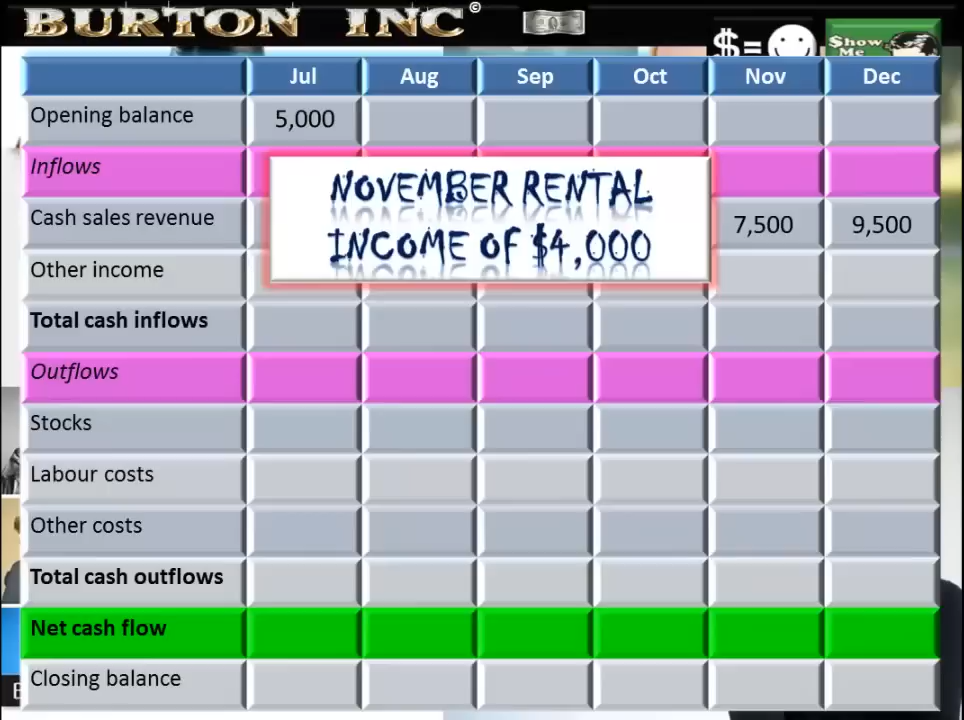 BURTON INC©
$=
Show
Me
Jul Aug Sep Oct Nov Dec
Opening balance 5,000
Inflows
NOVEMBER RENTAL
INCOME OF $4,000
Cash sales revenue 7,500 9,500
Other income
Total cash inflows
Outflows
Stocks
Labour costs
Other costs
Total cash outflows
Net cash flow
Closing balance